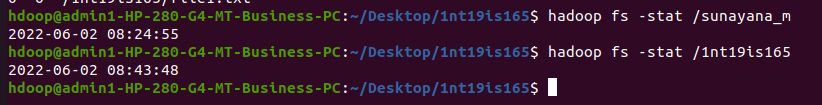 0 0 /1nt19is165/file1.txt
hdoop@admin1-HP-280-G4-MT-Business-PC:~/Desktop/1nt19is165$ hadoop fs -stat /sunayana_m
2022-06-02 08:24:55
hdoop@admin1-HP-280-G4-MT-Business-PC:~/Desktop/1nt19is165$ hadoop fs -stat /1nt19is165
2022-06-02 08:43:48
hdoop@admin1-HP-280-G4-MT-Business-PC:~/Desktop/1nt19is165$